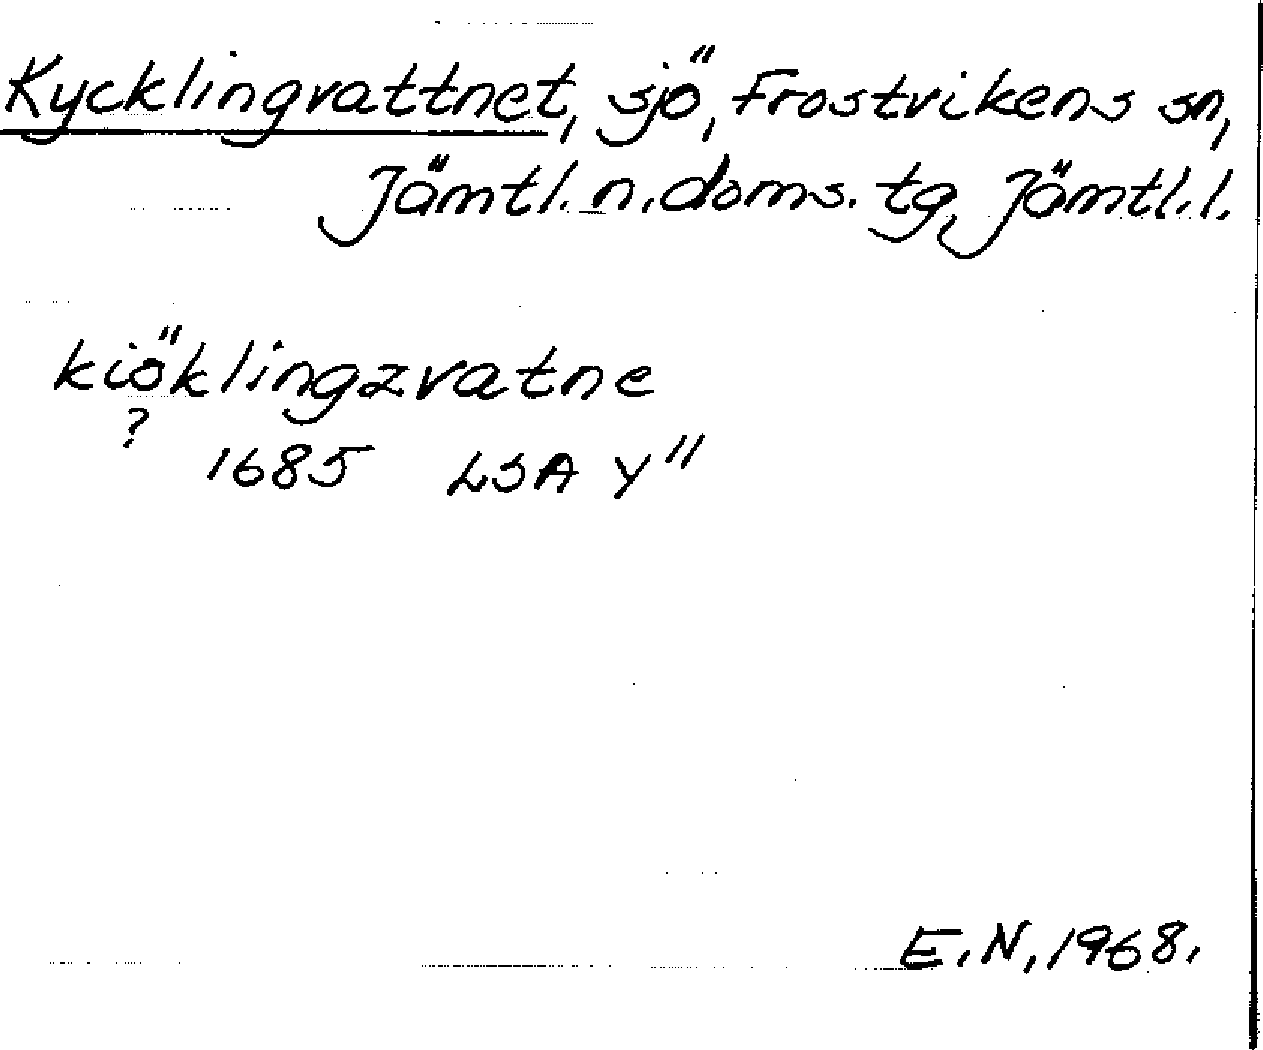 Kycklingvattnet, sjö, Frostvikens sn,
Jämtl. n. doms. tg, Jämtl. l.
kiöklingzvatne
?
1685 LSA Y"
E. N, 1968.